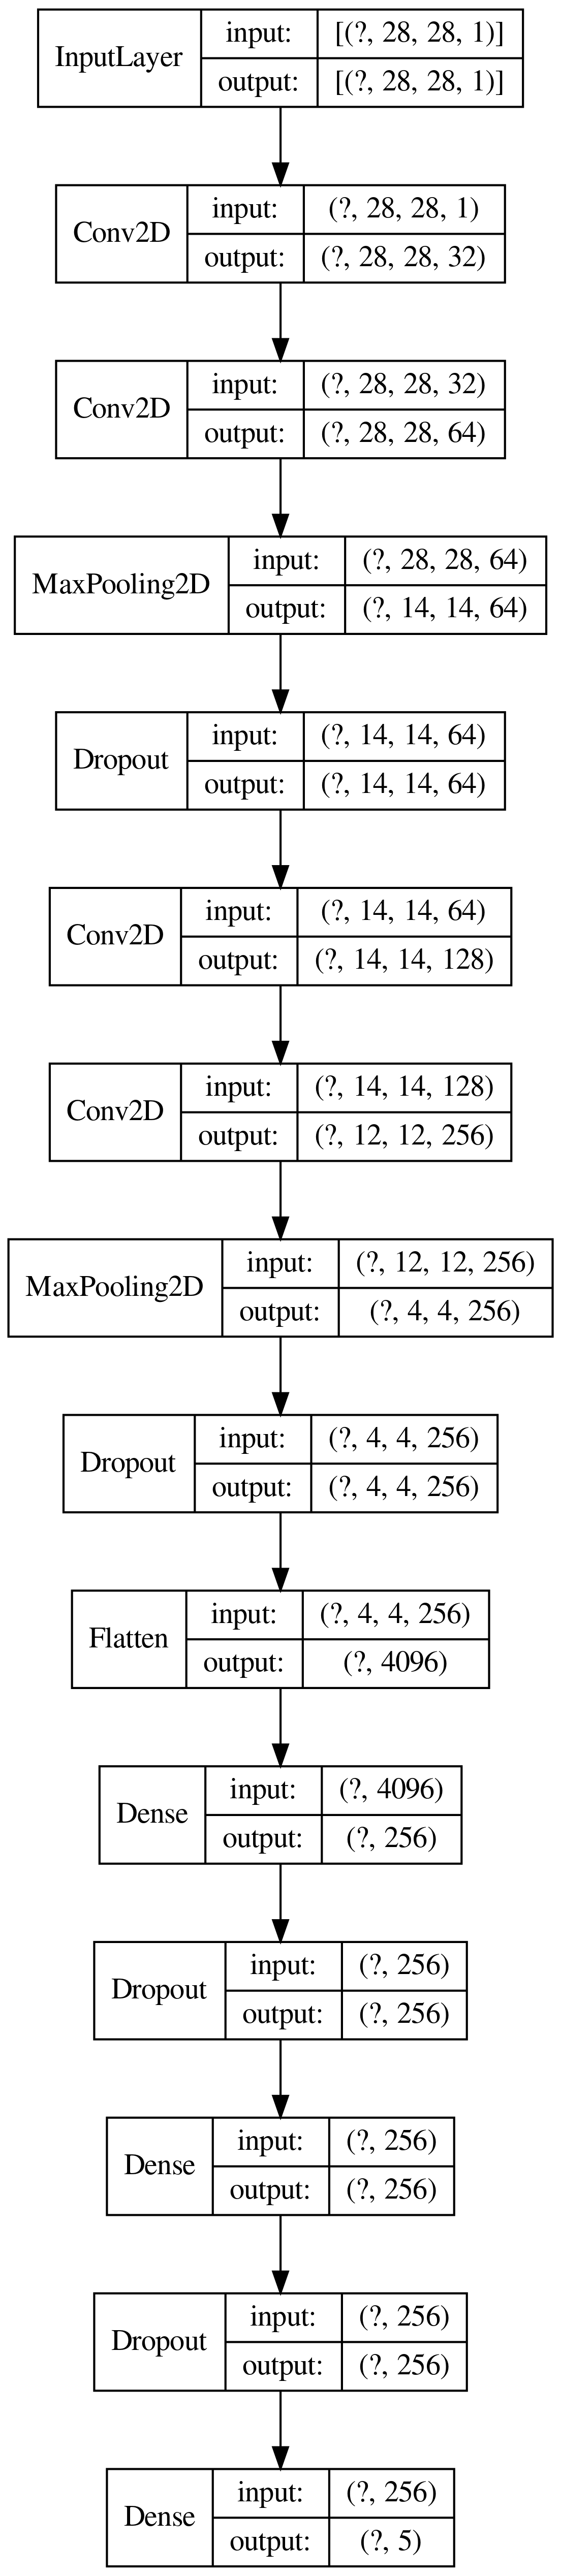 InputLayer input: [(?, 28, 28, 1)]
output: [(?, 28, 28, 1)]
Conv2D input: (?, 28, 28, 1)
output: (?, 28, 28, 32)
Conv2D input: (?, 28, 28, 32)
output: (?, 28, 28, 64)
MaxPooling2D input: (?, 28, 28, 64)
output: (?, 14, 14, 64)
Dropout input: (?, 14, 14, 64)
output: (?, 14, 14, 64)
Conv2D input: (?, 14, 14, 64)
output: (?, 14, 14, 128)
Conv2D input: (?, 14, 14, 128)
output: (?, 12, 12, 256)
MaxPooling2D input: (?, 12, 12, 256)
output: (?, 4, 4, 256)
Dropout input: (?, 4, 4, 256)
output: (?, 4, 4, 256)
Flatten input: (?, 4, 4, 256)
output: (?, 4096)
Dense input: (?, 4096)
output: (?, 256)
Dropout input: (?, 256)
output: (?, 256)
Dense input: (?, 256)
output: (?, 256)
Dropout input: (?, 256)
output: (?, 256)
Dense input: (?, 256)
output: (?, 5)